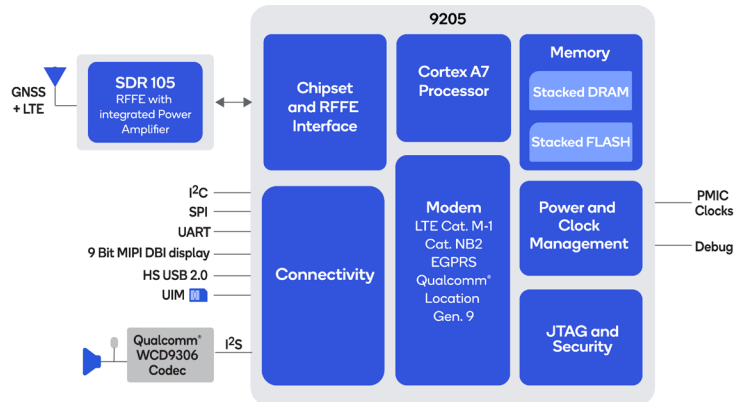 9205
GNSS
+ LTE
SDR 105
RFFE with
integrated Power
Amplifier
Chipset
and RFFE
Interface
Cortex A7
Processor
Memory
Stacked DRAM
Stacked FLASH
I²C
SPI
UART
9 Bit MIPI DBI display
HS USB 2.0
UIM
Connectivity
Modem
LTE Cat. M-1
Cat. NB2
EGPRS
Qualcomm®
Location
Gen. 9
Power and
Clock
Management
PMIC
Clocks
Debug
JTAG and
Security
Qualcomm®
WCD9306
Codec
I²S